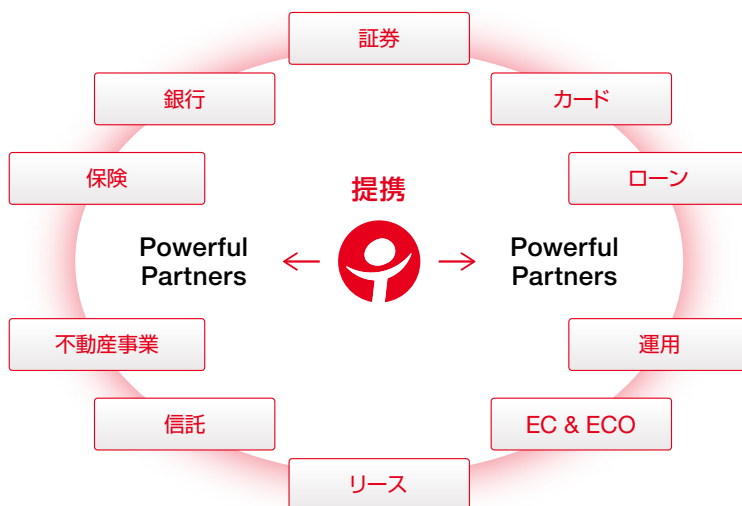 証券
銀行
カード
保険
ローン
提携
Powerful
Partners
Powerful
Partners
不動産事業
運用
信託
EC & ECO
リース